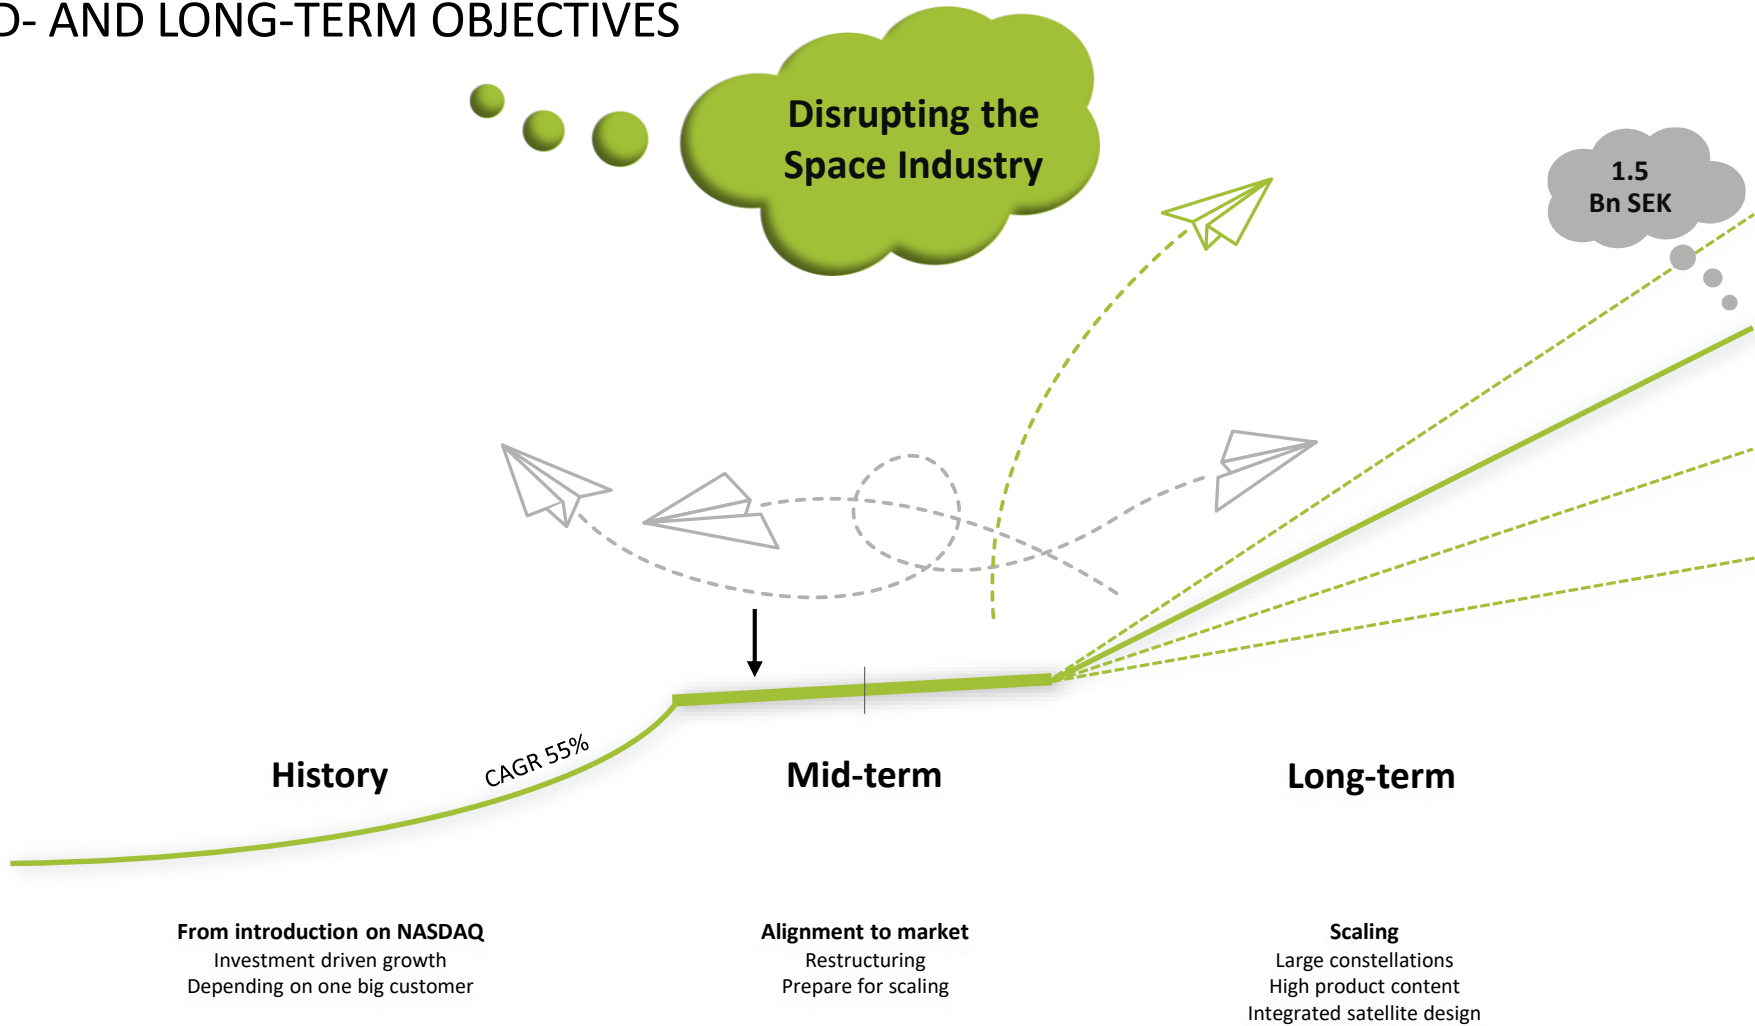 D- AND LONG-TERM OBJECTIVES
Disrupting the
Space Industry
1.5
Bn SEK
CAGR 55%
History
Mid-term
Long-term
From introduction on NASDAQ
Investment driven growth
Depending on one big customer
Alignment to market
Restructuring
Prepare for scaling
Scaling
Large constellations
High product content
Integrated satellite design